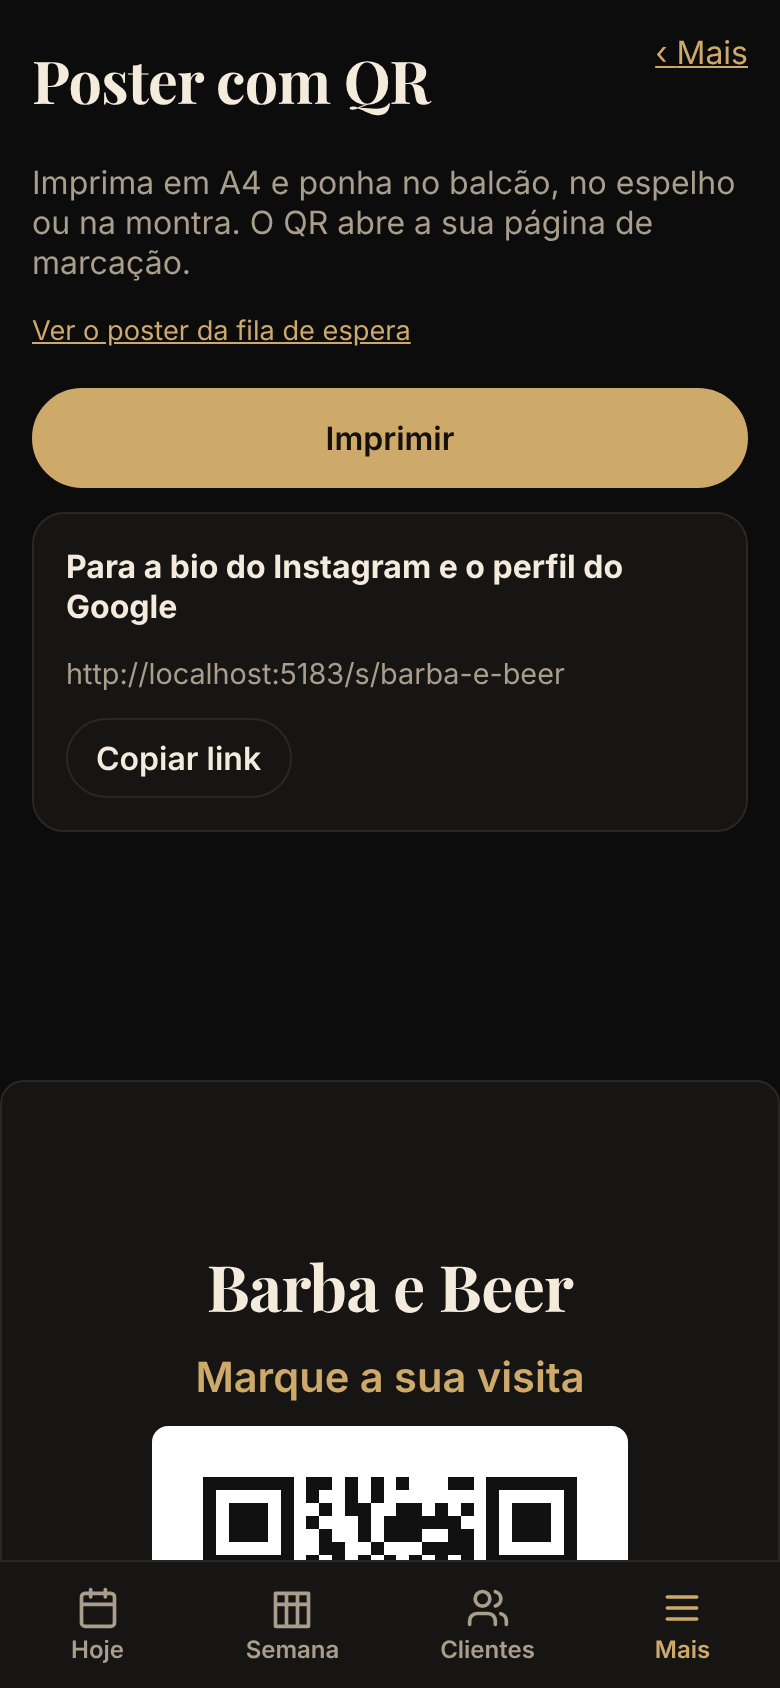 Poster com QR
‹ Mais
Imprima em A4 e ponha no balcão, no espelho
ou na montra. O QR abre a sua página de
marcação.
Ver o poster da fila de espera
Imprimir
Para a bio do Instagram e o perfil do
Google
http://localhost:5183/s/barba-e-beer
Copiar link
Barba e Beer
Marque a sua visita
Hoje
Semana
Clientes
Mais